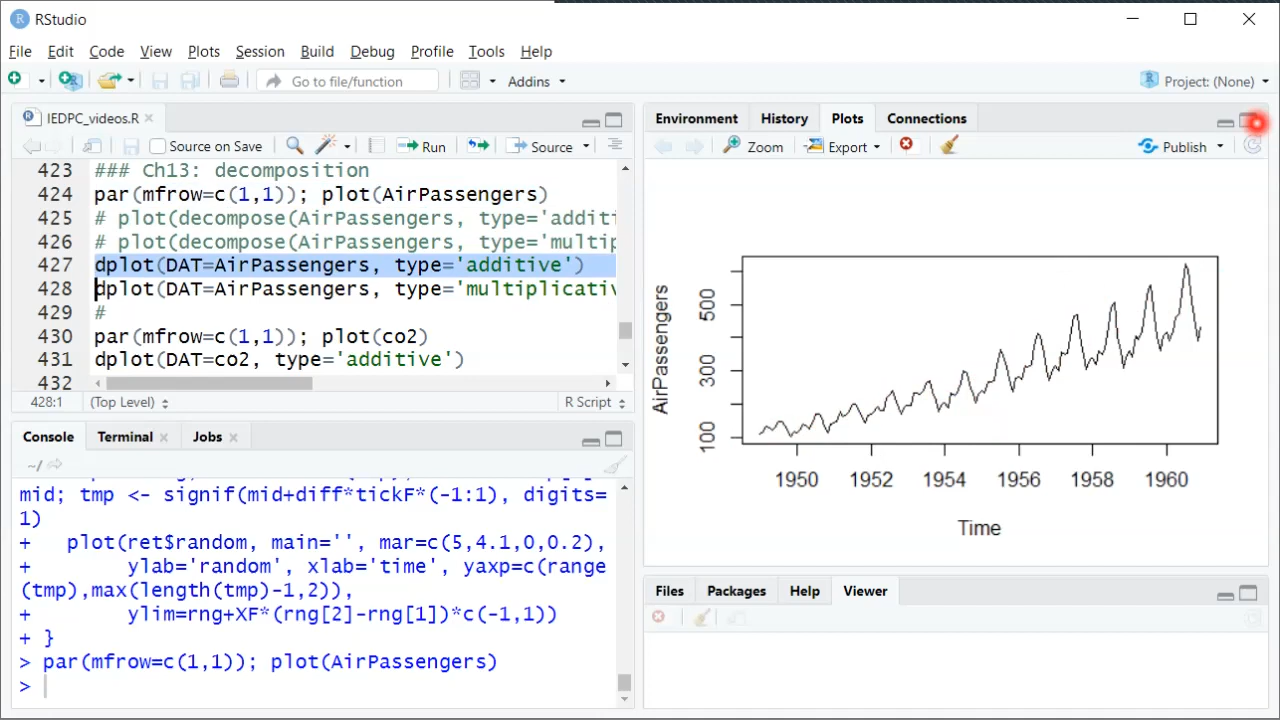 RStudio
File Edit Code View Plots Session Build Debug Profile Tools Help
Go to file/function Addins Project: (None)
IEDPC_videos.R
Source on Save Run Source
423 ### Ch13: decomposition
424 par(mfrow=c(1,1)); plot(AirPassengers)
425 # plot(decompose(AirPassengers, type='additi
426 # plot(decompose(AirPassengers, type='multip
427 dplot(DAT=AirPassengers, type='additive')
428 dplot(DAT=AirPassengers, type='multiplicativ
429 #
430 par(mfrow=c(1,1)); plot(co2)
431 dplot(DAT=co2, type='additive')
432
428:1 (Top Level) R Script
Console Terminal Jobs
~/
mid; tmp <- signif(mid+diff*tickF*(-1:1), digits=
1)
+ plot(ret$random, main='', mar=c(5,4.1,0,0.2),
+ ylab='random', xlab='time', yaxp=c(range
(tmp),max(length(tmp)-1,2)),
+ ylim=rng+XF*(rng[2]-rng[1])*c(-1,1))
+ }
> par(mfrow=c(1,1)); plot(AirPassengers)
>
Environment History Plots Connections
Zoom Export Publish
AirPassengers
500
300
100
1950 1952 1954 1956 1958 1960
Time
Files Packages Help Viewer